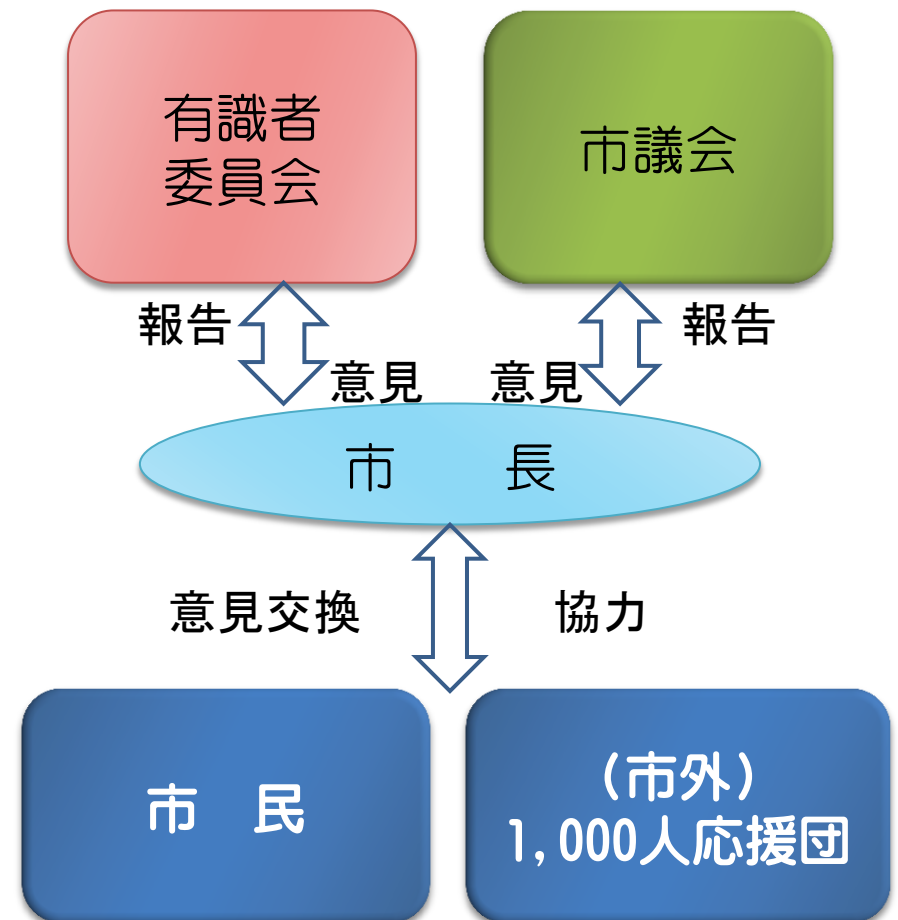 有識者
委員会
市議会
報告
報告
意見
意見
市　長
意見交換
協力
市　民
(市外)
1,000人応援団